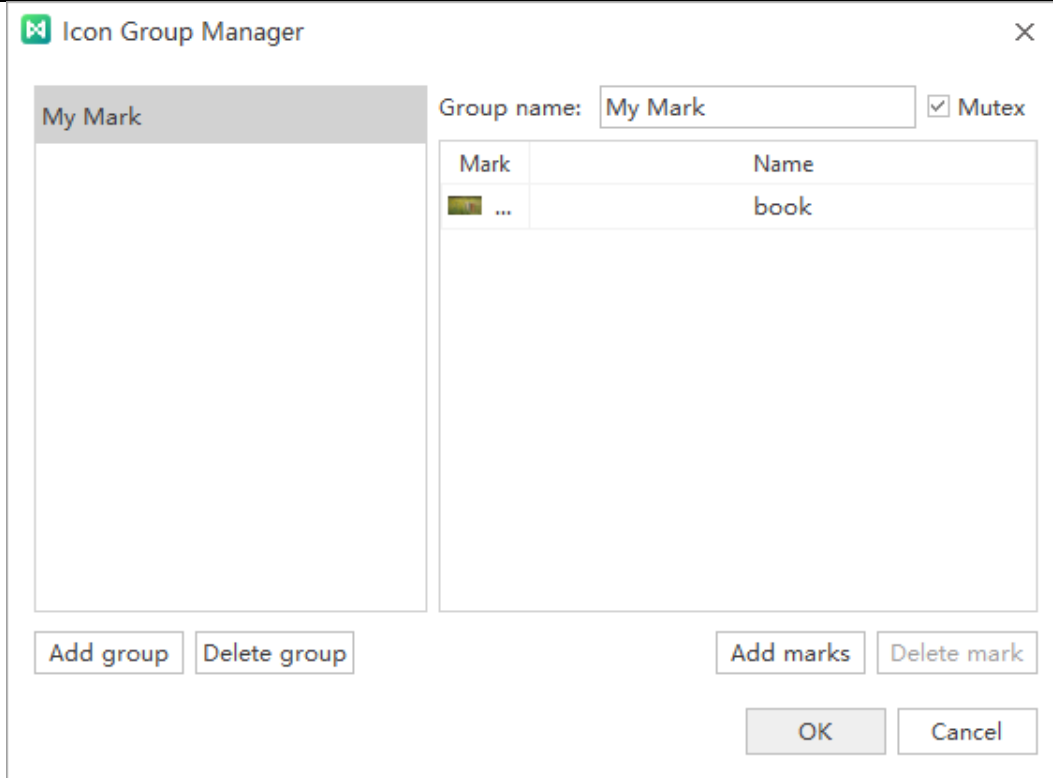 Icon Group Manager
My Mark
Group name: My Mark Mutex
Mark Name
... book
Add group Delete group Add marks Delete mark
OK Cancel